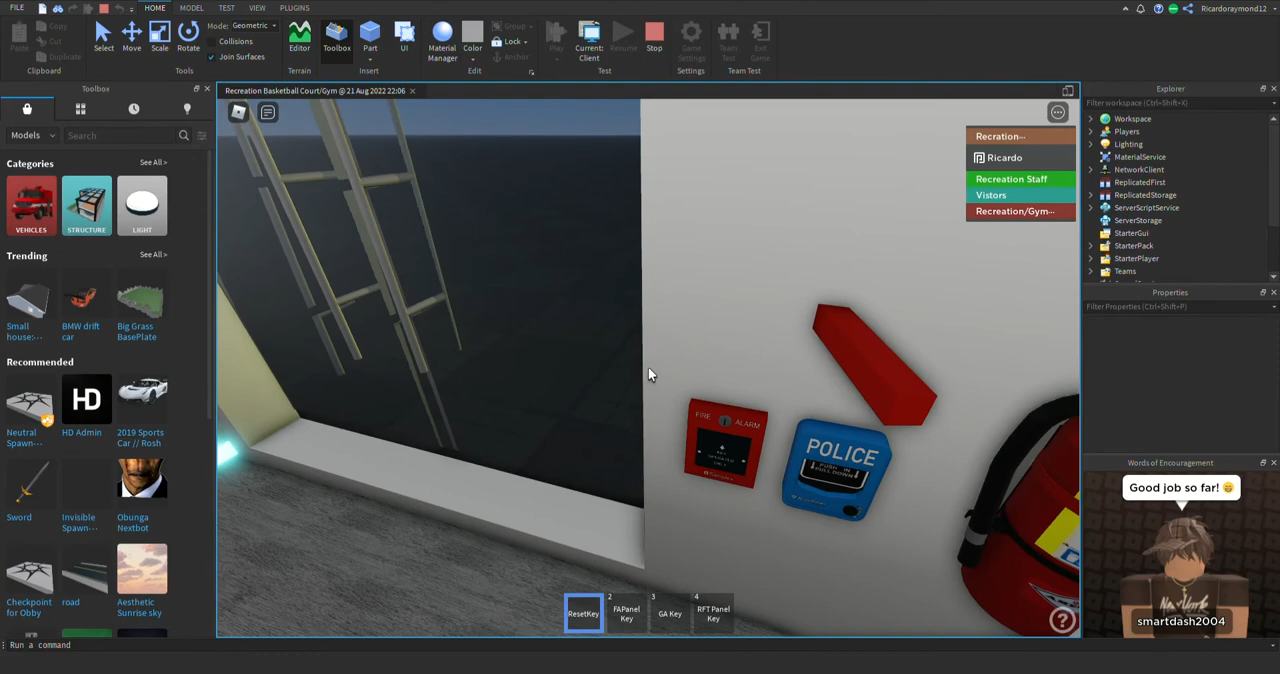 FILE
HOME
MODEL
TEST
VIEW
PLUGINS
Ricardoraymond12
Paste
Copy
Cut
Duplicate
Clipboard
Select
Move
Scale
Rotate
Mode: Geometric
Collisions
Join Surfaces
Tools
Editor
Terrain
Toolbox
Part
UI
Insert
Material
Manager
Color
Group
Lock
Anchor
Edit
Play
Current:
Client
Resume
Stop
Test
Game
Settings
Settings
Team
Test
Exit
Game
Team Test
Toolbox
Models
Search
Categories
See All >
VEHICLES
STRUCTURE
LIGHT
Trending
See All >
Small
house:···
BMW drift
car
Big Grass
BasePlate
Recommended
HD
Neutral
Spawn···
HD Admin
2019 Sports
Car // Rosh
Sword
Invisible
Spawn···
Obunga
Nextbot
Checkpoint
for Obby
road
Aesthetic
Sunrise sky
Recreation Basketball Court/Gym @ 21 Aug 2022 22:06
Recration···
Ricardo
Recreation Staff
Vistors
Recreation/Gym···
FIRE ALARM
POLICE
PUSH IN
PULL DOWN
ResetKey
2
FAPanel
Key
3
GA Key
4
RFT Panel
Key
?
Explorer
Filter workspace (Ctrl+Shift+X)
Workspace
Players
Lighting
MaterialService
NetworkClient
ReplicatedFirst
ReplicatedStorage
ServerScriptService
ServerStorage
StarterGui
StarterPack
StarterPlayer
Teams
Properties
Filter Properties (Ctrl+Shift+P)
Words of Encouragement
Good job so far! 😁
New York
smartdash2004
Run a command